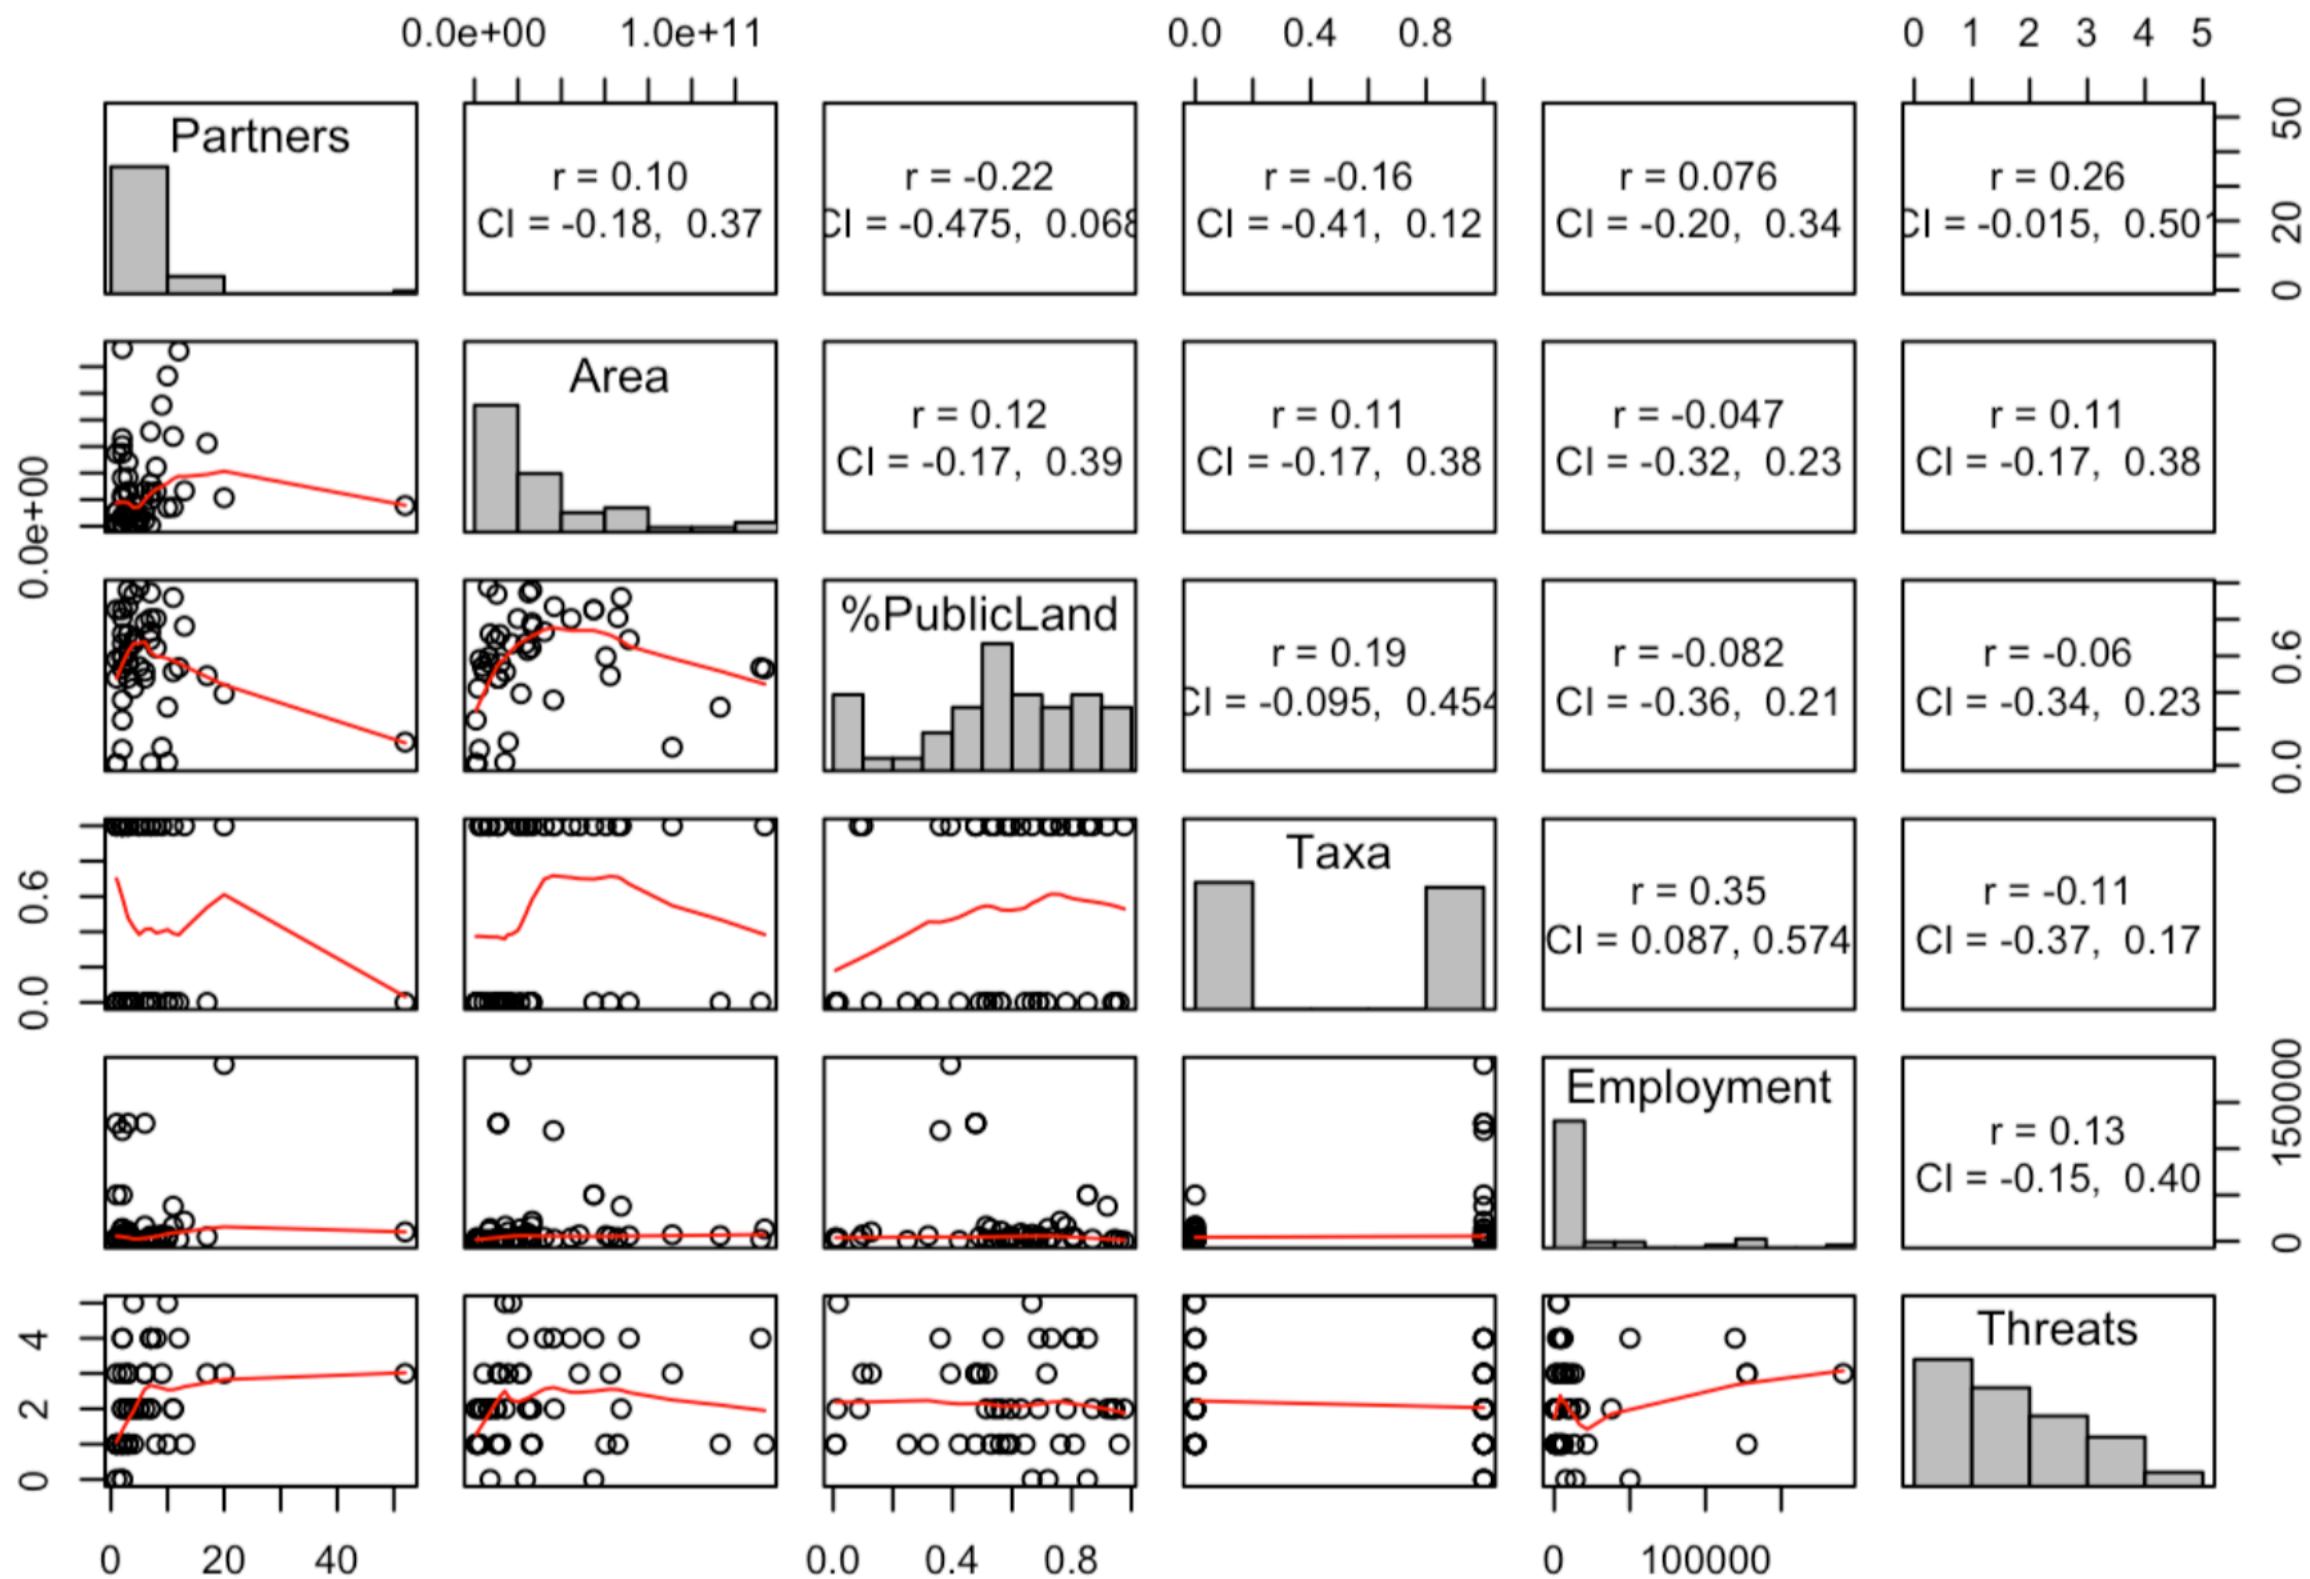 0.0e+00 1.0e+11 0.0 0.4 0.8 0 1 2 3 4 5
Partners
r = 0.10
CI = -0.18, 0.37
r = -0.22
CI = -0.475, 0.068
r = -0.16
CI = -0.41, 0.12
r = 0.076
CI = -0.20, 0.34
r = 0.26
CI = -0.015, 0.501
0 20 50
0.0e+00
Area
r = 0.12
CI = -0.17, 0.39
r = 0.11
CI = -0.17, 0.38
r = -0.047
CI = -0.32, 0.23
r = 0.11
CI = -0.17, 0.38
%PublicLand
r = 0.19
CI = -0.095, 0.454
r = -0.082
CI = -0.36, 0.21
r = -0.06
CI = -0.34, 0.23
0.0 0.6
0.0 0.6
Taxa
r = 0.35
CI = 0.087, 0.574
r = -0.11
CI = -0.37, 0.17
Employment
r = 0.13
CI = -0.15, 0.40
0 150000
0 2 4
Threats
0 20 40 0.0 0.4 0.8 0 100000